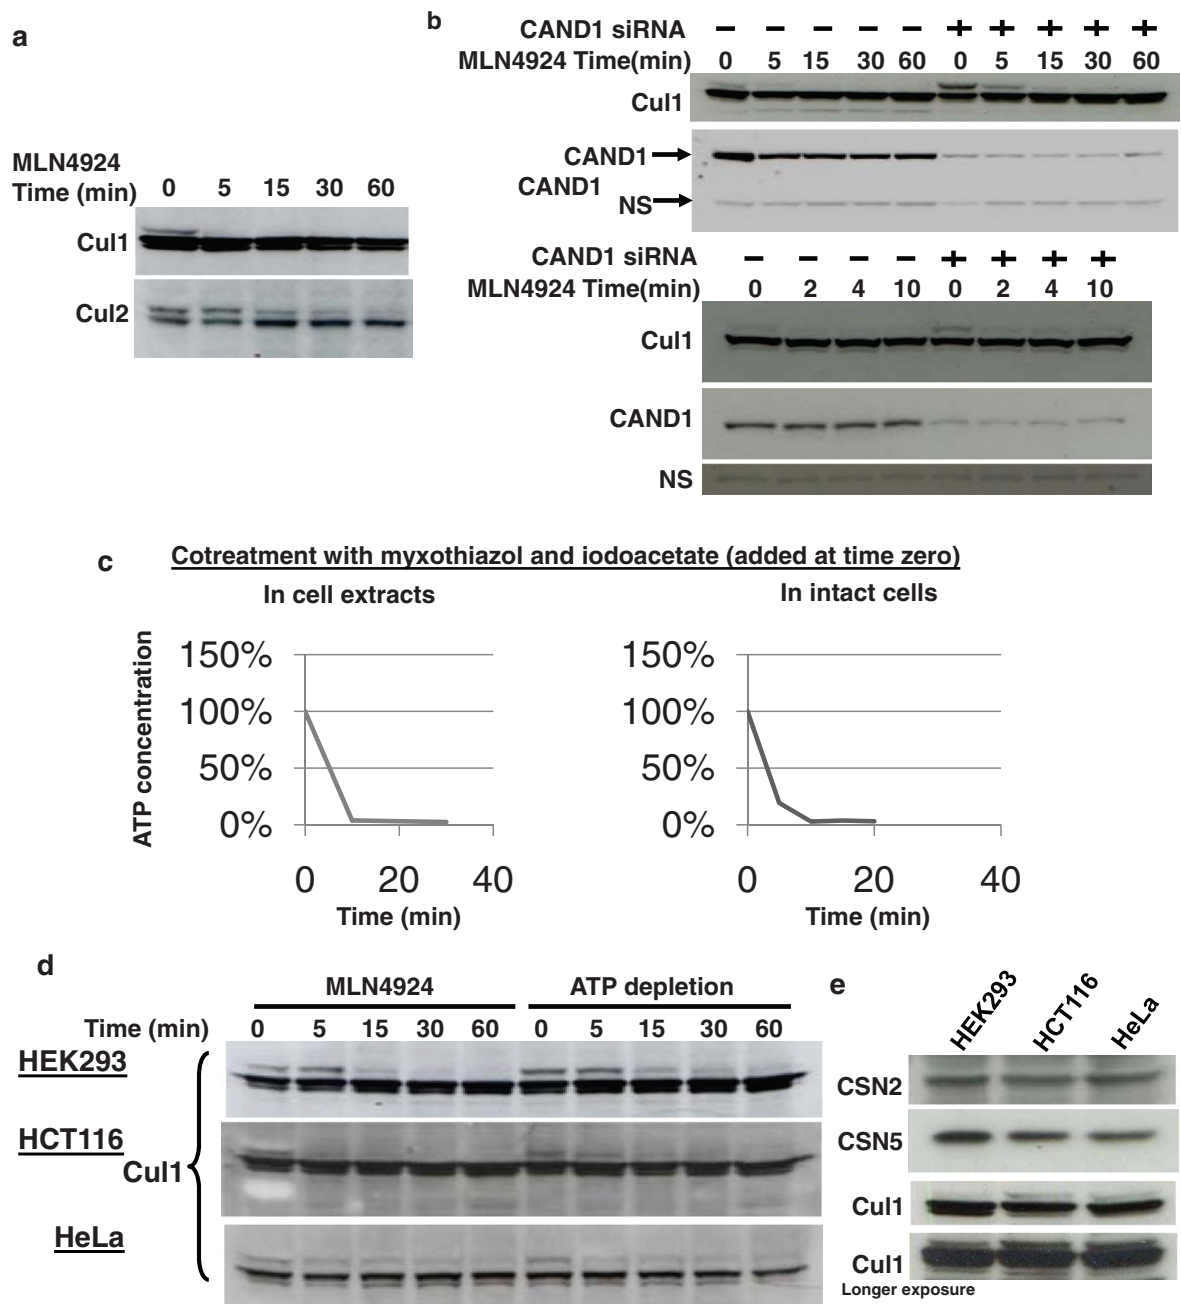 a
MLN4924
Time (min) 0 5 15 30 60
Cul1
Cul2
b
CAND1 siRNA − − − − − + + + + +
MLN4924 Time(min) 0 5 15 30 60 0 5 15 30 60
Cul1
CAND1
CAND1
NS
CAND1 siRNA − − − − + + + +
MLN4924 Time(min) 0 2 4 10 0 2 4 10
Cul1
CAND1
NS
c
Cotreatment with myxothiazol and iodoacetate (added at time zero)
In cell extracts
ATP concentration
150%
100%
50%
0%
0 20 40
Time (min)
In intact cells
150%
100%
50%
0%
0 20 40
Time (min)
d
MLN4924 ATP depletion
Time (min) 0 5 15 30 60 0 5 15 30 60
HEK293
HCT116
Cul1
HeLa
e
HEK293 HCT116 HeLa
CSN2
CSN5
Cul1
Cul1
Longer exposure